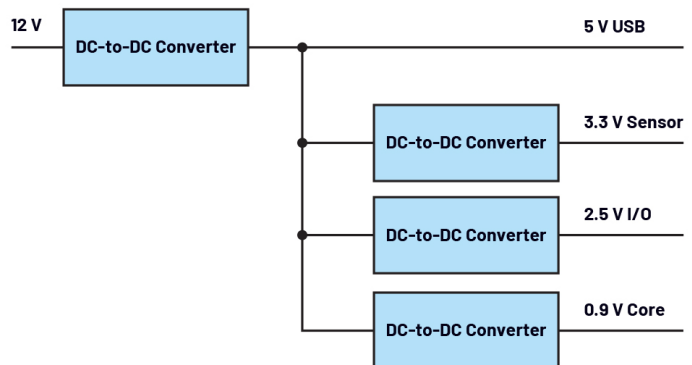 12 V
DC-to-DC Converter
5 V USB
DC-to-DC Converter
3.3 V Sensor
DC-to-DC Converter
2.5 V I/O
DC-to-DC Converter
0.9 V Core